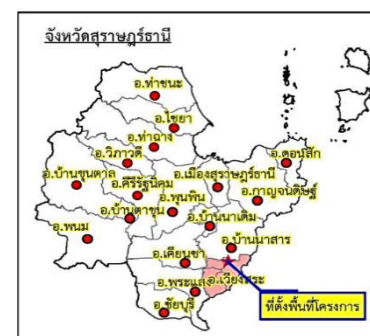 จังหวัดสุราษฎร์ธานี
อ.ท่าชนะ
อ.ไชยา
อ.ท่าฉาง
อ.ดอนสัก
อ.วิภาวดี
อ.บ้านขุนตาล
อ.คีรีรัฐนิคม
อ.เมืองสุราษฎร์ธานี
อ.กาญจนดิษฐ์
อ.บ้านตาขุน
อ.พุนพิน
อ.บ้านนาเดิม
อ.พนม
อ.บ้านนาสาร
อ.เคียนซา
อ.พระแสง
อ.เวียงสระ
อ.ชัยบุรี
ที่ตั้งพื้นที่โครงการ